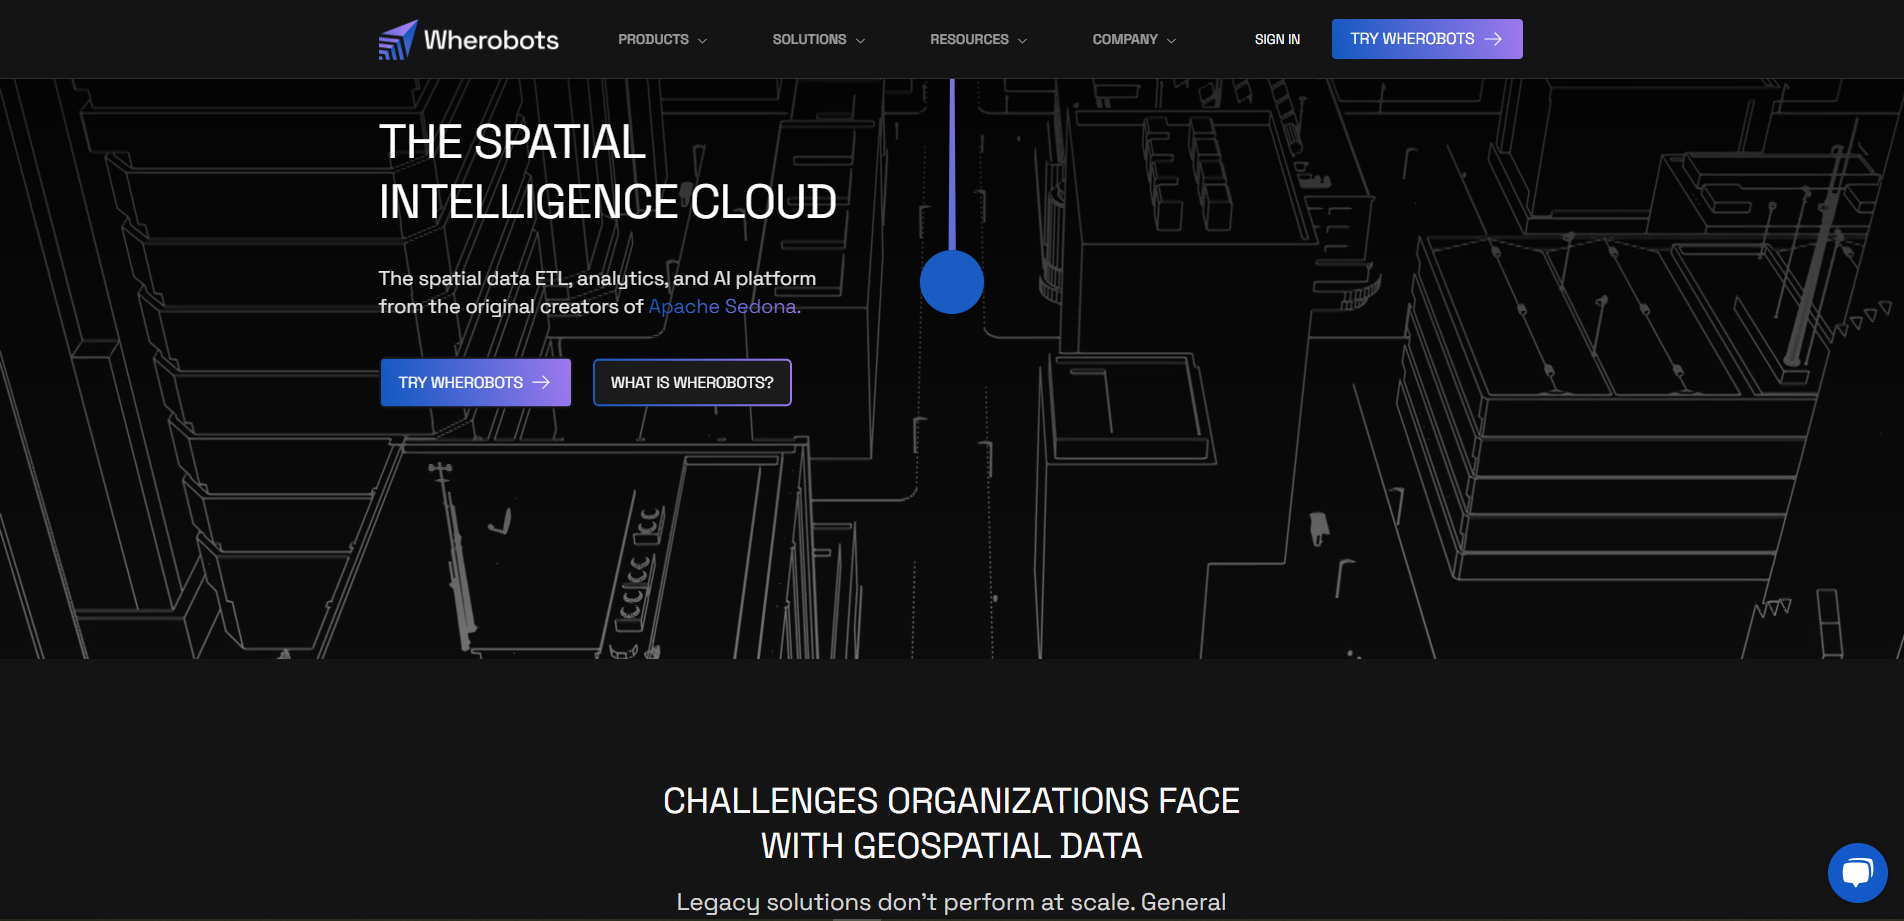 Wherobots
PRODUCTS
SOLUTIONS
RESOURCES
COMPANY
SIGN IN
TRY WHEROBOTS
THE SPATIAL
INTELLIGENCE CLOUD
The spatial data ETL, analytics, and AI platform
from the original creators of Apache Sedona.
TRY WHEROBOTS
WHAT IS WHEROBOTS?
CHALLENGES ORGANIZATIONS FACE
WITH GEOSPATIAL DATA
Legacy solutions don’t perform at scale. General